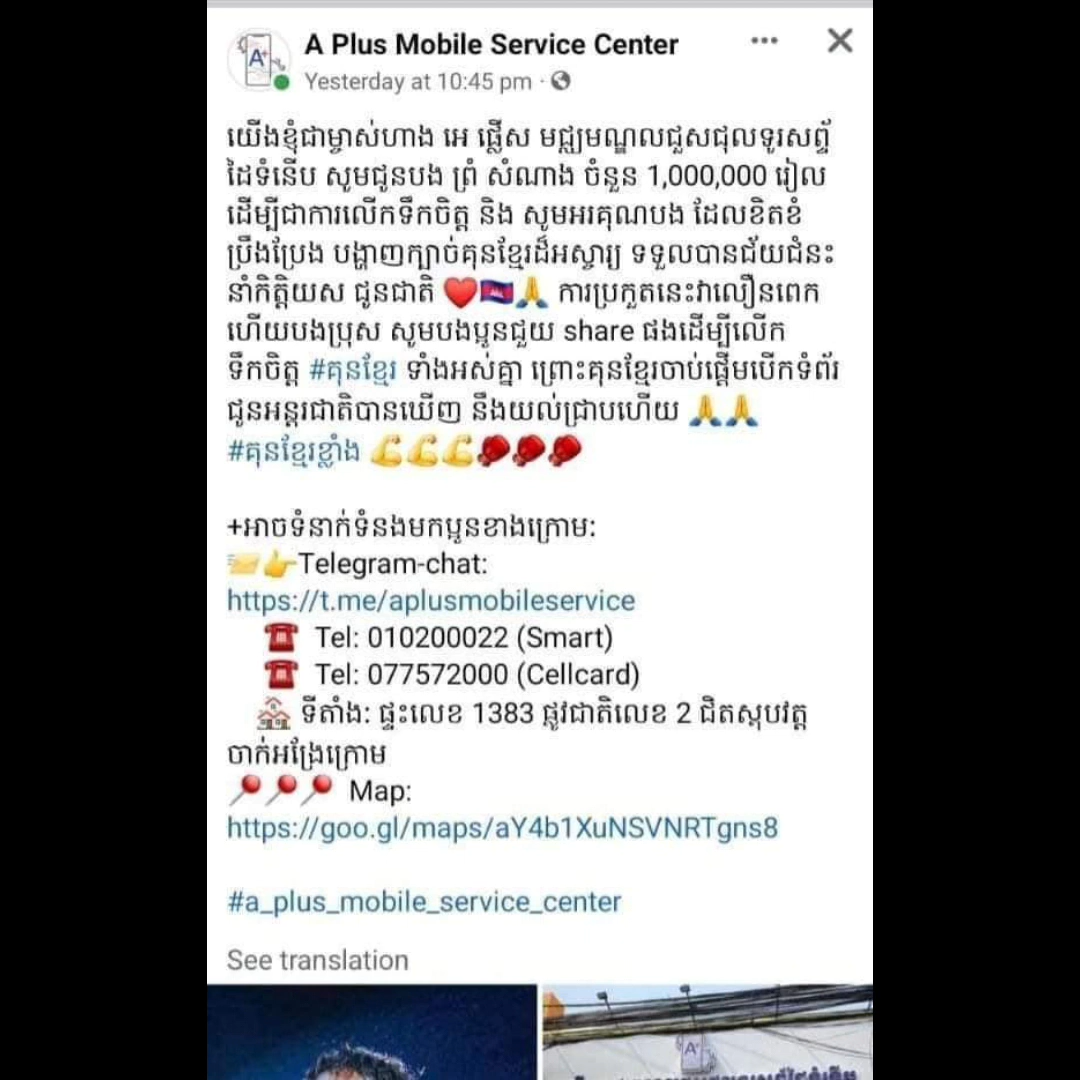 A Plus Mobile Service Center
Yesterday at 10:45 pm ·
យើងខ្ញុំជាម្ចាស់ហាង អេ ផ្លើស មជ្ឈមណ្ឌលជួសជុលទូរសព្ទ័
ដៃទំនើប សូមជូនបង ព្រំ សំណាង ចំនួន 1,000,000 រៀល
ដើម្បីជាការលើកទឹកចិត្ត និង សូមអរគុណបង ដែលខិតខំ
ប្រឹងប្រែង បង្ហាញក្បាច់គុនខ្មែរដ៏អស្ចារ្យ ទទួលបានជ័យជំនះ
នាំកិត្តិយស ជូនជាតិ ❤️🇰🇭🙏 ការប្រកួតនេះវាលឿនពេក
ហើយបងប្រុស សូមបងប្អូនជួយ share ផងដើម្បីលើក
ទឹកចិត្ត #គុនខ្មែរ ទាំងអស់គ្នា ព្រោះគុនខ្មែរចាប់ផ្តើមបើកទំព័រ
ជូនអន្តរជាតិបានឃើញ នឹងយល់ជ្រាបហើយ 🙏🙏
#គុនខ្មែរខ្លាំង 💪💪💪🥊🥊🥊
+អាចទំនាក់ទំនងមកប្អូនខាងក្រោម:
📨👉Telegram-chat:
https://t.me/aplusmobileservice
☎️ Tel: 010200022 (Smart)
☎️ Tel: 077572000 (Cellcard)
🏘 ទីតាំង: ផ្ទះលេខ 1383 ផ្លូវជាតិលេខ 2 ជិតស្តុបវត្ត
ចាក់អង្រែក្រោម
📍📍📍 Map:
https://goo.gl/maps/aY4b1XuNSVNRTgns8
#a_plus_mobile_service_center
See translation
A+